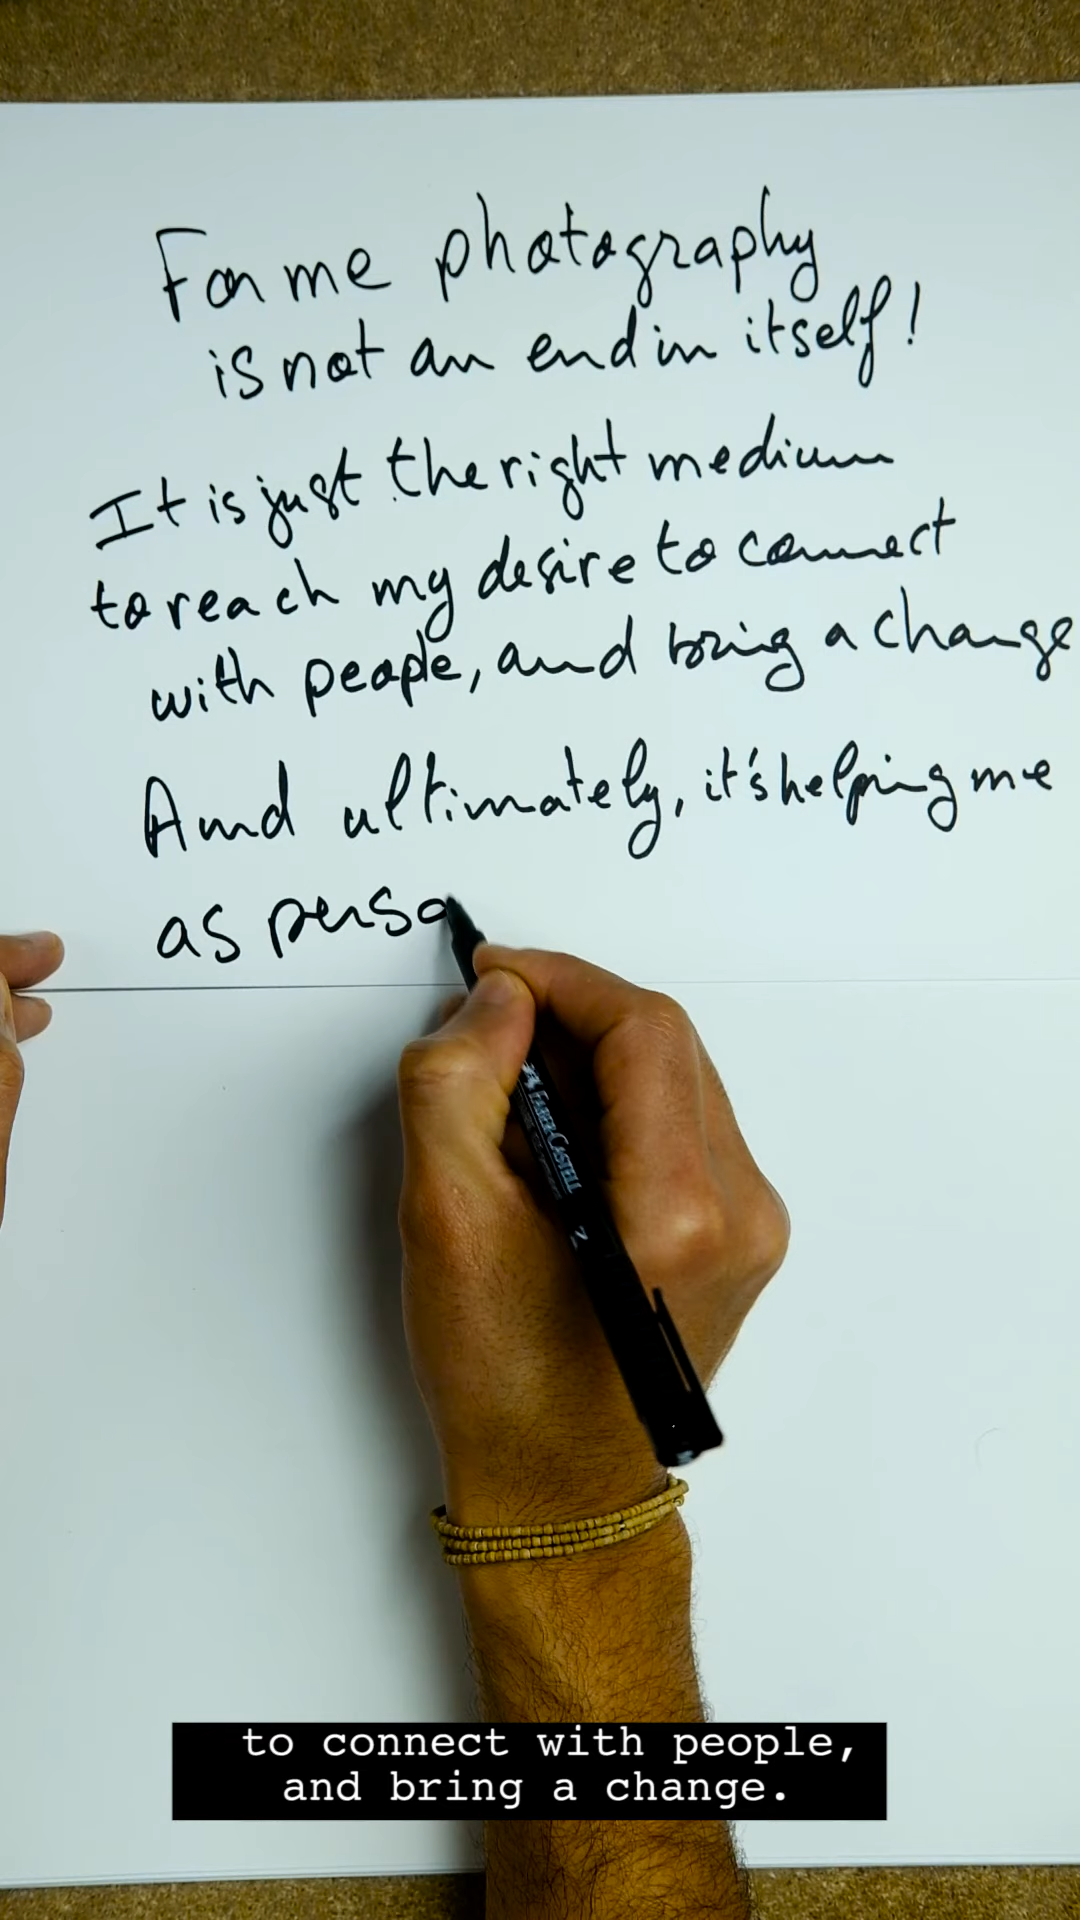 For me photography
is not an end in itself!
It is just the right medium
to reach my desire to connect
with people, and bring a change
And ultimately, it's helping me
as perso
FABER-CASTELL
to connect with people,
and bring a change.